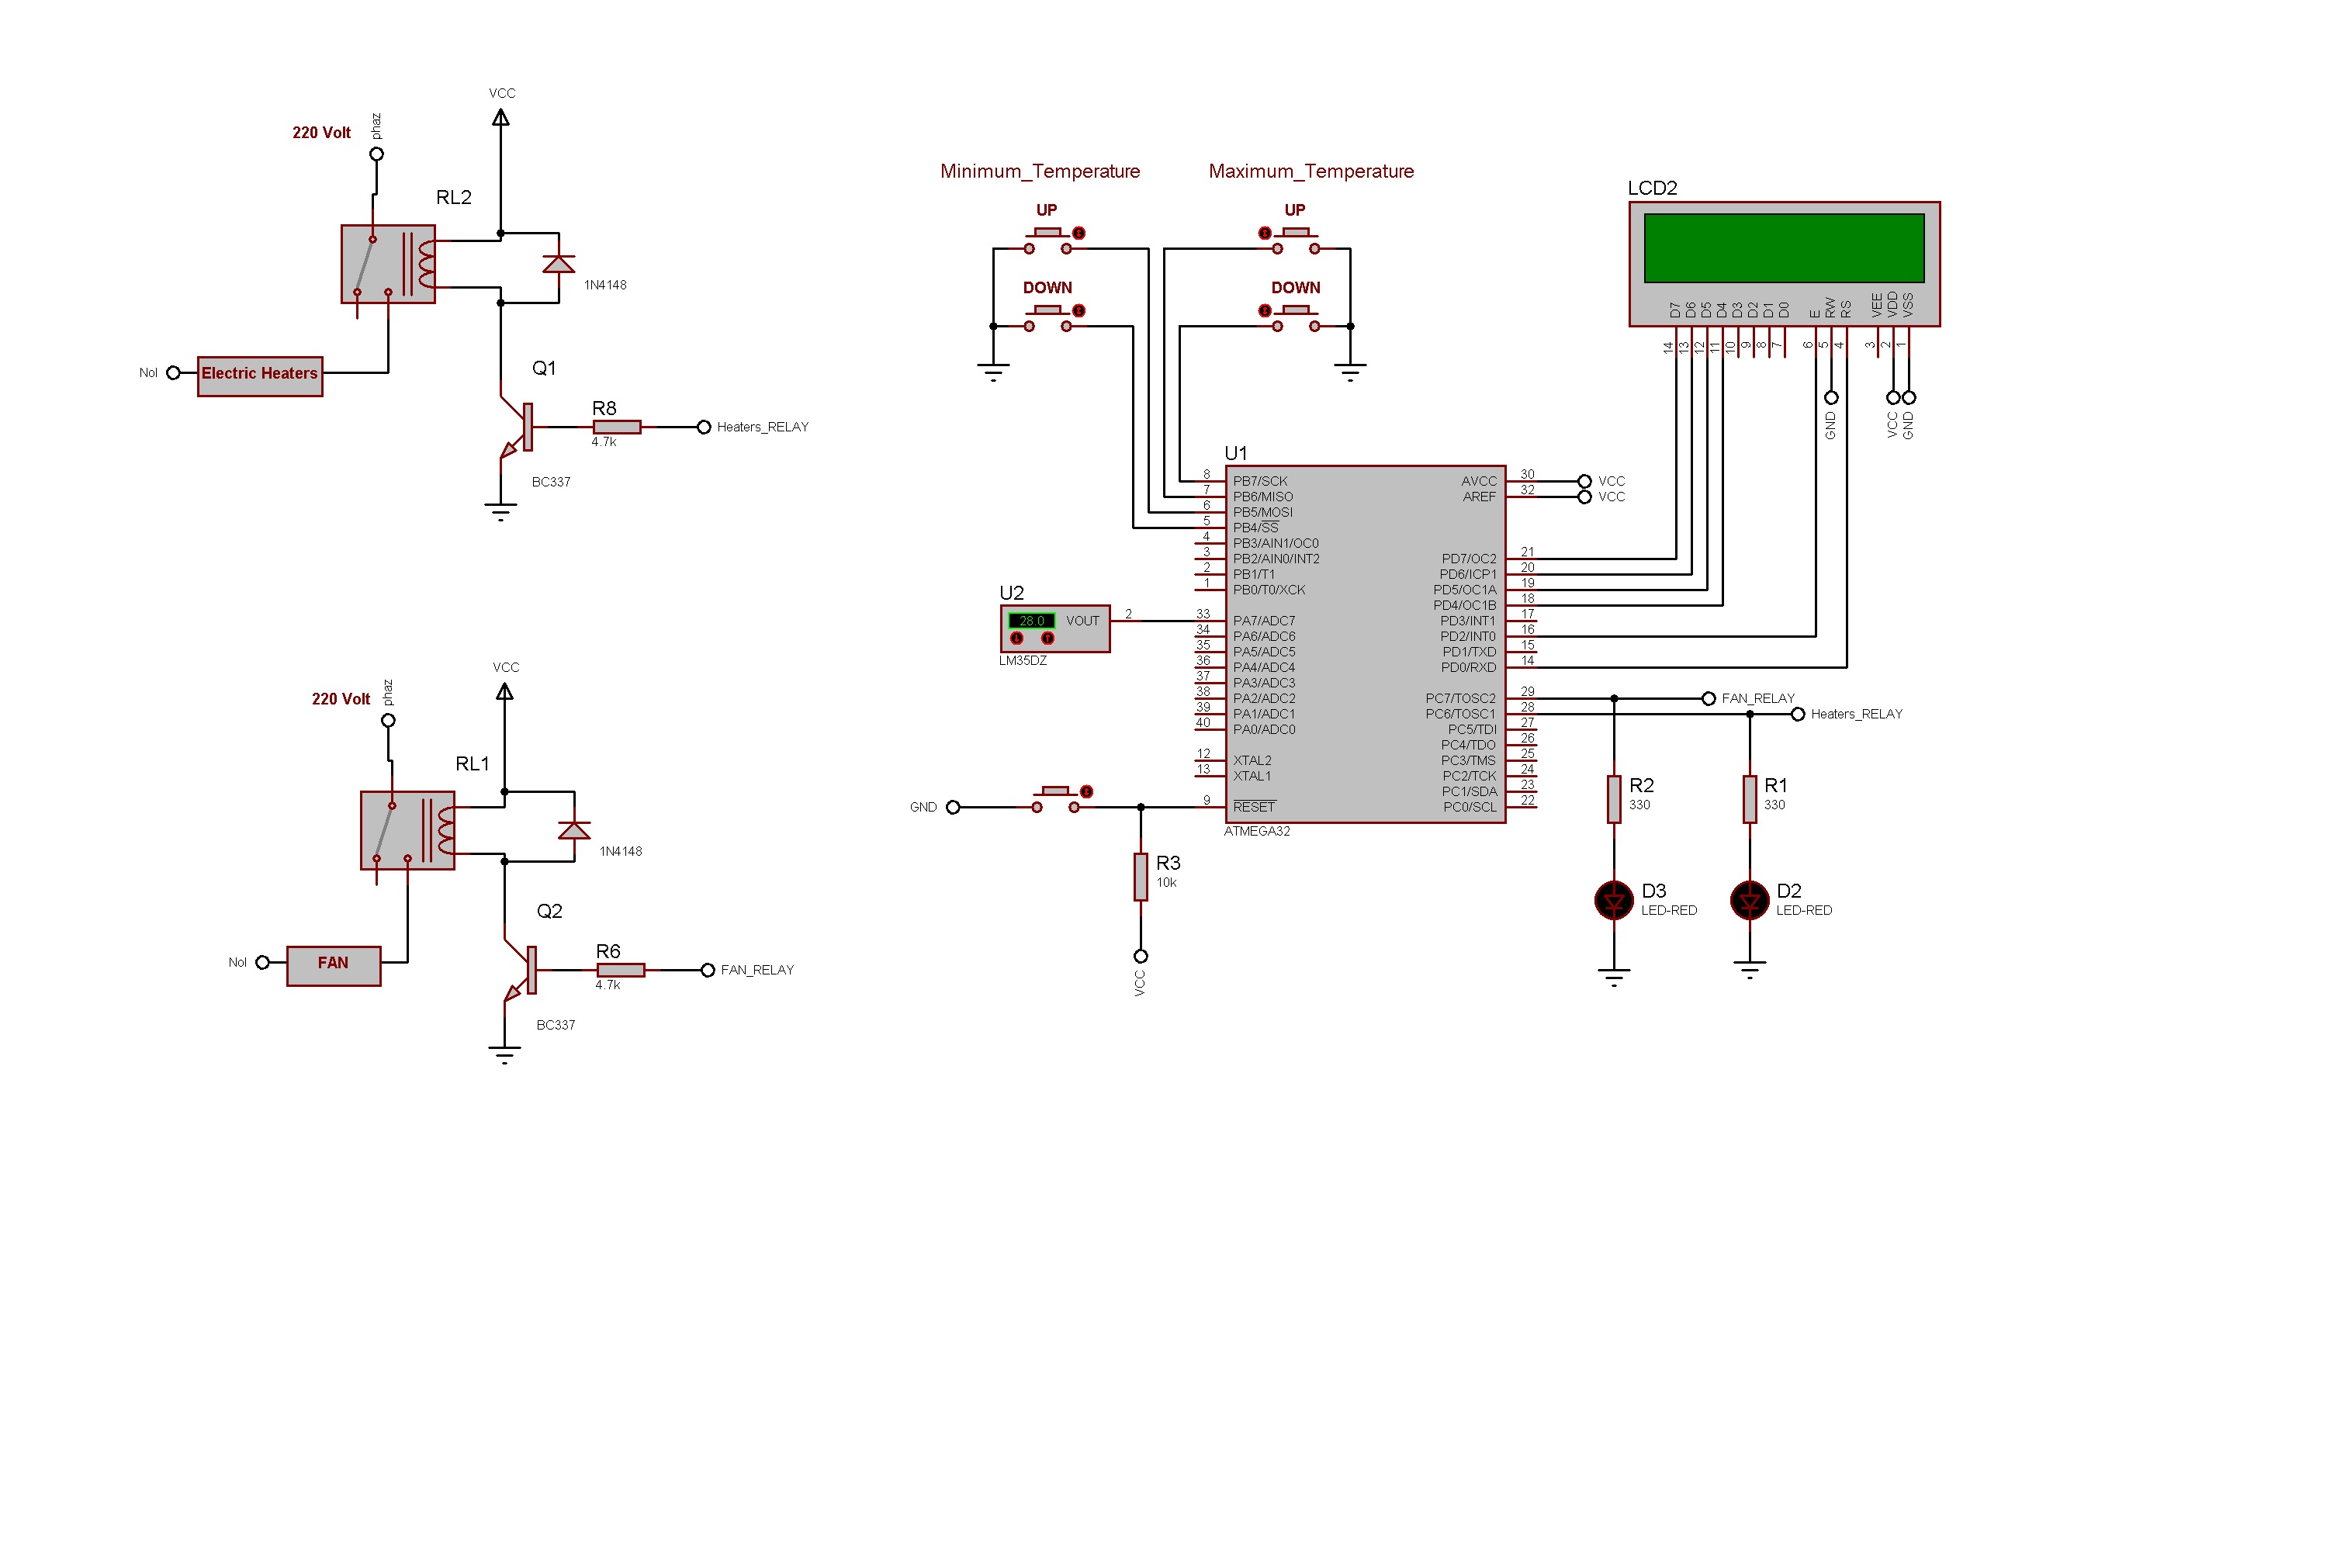 VCC
220 Volt
phaz
RL2
1N4148
Nol
Electric Heaters
Q1
R8
4.7k
Heaters_RELAY
BC337
VCC
220 Volt
phaz
RL1
1N4148
Q2
Nol
FAN
R6
4.7k
FAN_RELAY
BC337
Minimum_Temperature
Maximum_Temperature
UP
UP
DOWN
DOWN
LCD2
D7
D6
D5
D4
D3
D2
D1
D0
E
RW
RS
VEE
VDD
VSS
14
13
12
11
10
9
8
7
6
5
4
3
2
1
GND
VCC
GND
U1
8 PB7/SCK
7 PB6/MISO
6 PB5/MOSI
5 PB4/SS
4 PB3/AIN1/OC0
3 PB2/AIN0/INT2
2 PB1/T1
1 PB0/T0/XCK
33 PA7/ADC7
34 PA6/ADC6
35 PA5/ADC5
36 PA4/ADC4
37 PA3/ADC3
38 PA2/ADC2
39 PA1/ADC1
40 PA0/ADC0
12 XTAL2
13 XTAL1
9 RESET
ATMEGA32
AVCC 30 VCC
AREF 32 VCC
PD7/OC2 21
PD6/ICP1 20
PD5/OC1A 19
PD4/OC1B 18
PD3/INT1 17
PD2/INT0 16
PD1/TXD 15
PD0/RXD 14
PC7/TOSC2 29 FAN_RELAY
PC6/TOSC1 28 Heaters_RELAY
PC5/TDI 27
PC4/TDO 26
PC3/TMS 25
PC2/TCK 24
PC1/SDA 23
PC0/SCL 22
U2
28.0
VOUT 2
LM35DZ
GND
R3
10k
VCC
R2
330
R1
330
D3
LED-RED
D2
LED-RED